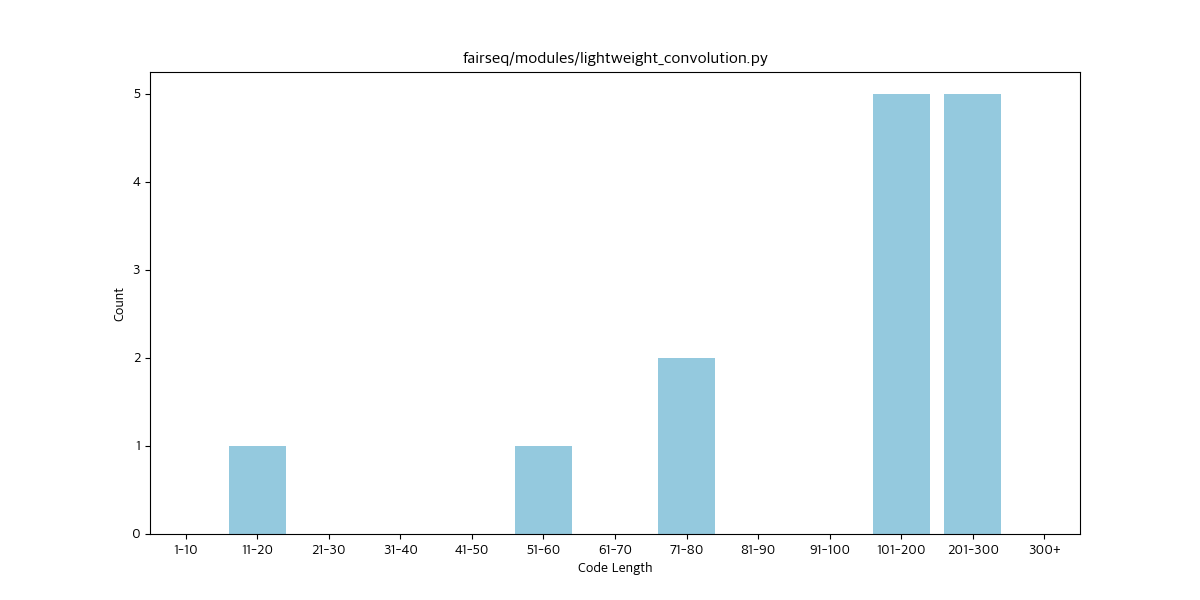 fairseq/modules/lightweight_convolution.py
5
4
3
2
1
0
Count
1-10 11-20 21-30 31-40 41-50 51-60 61-70 71-80 81-90 91-100 101-200 201-300 300+
Code Length